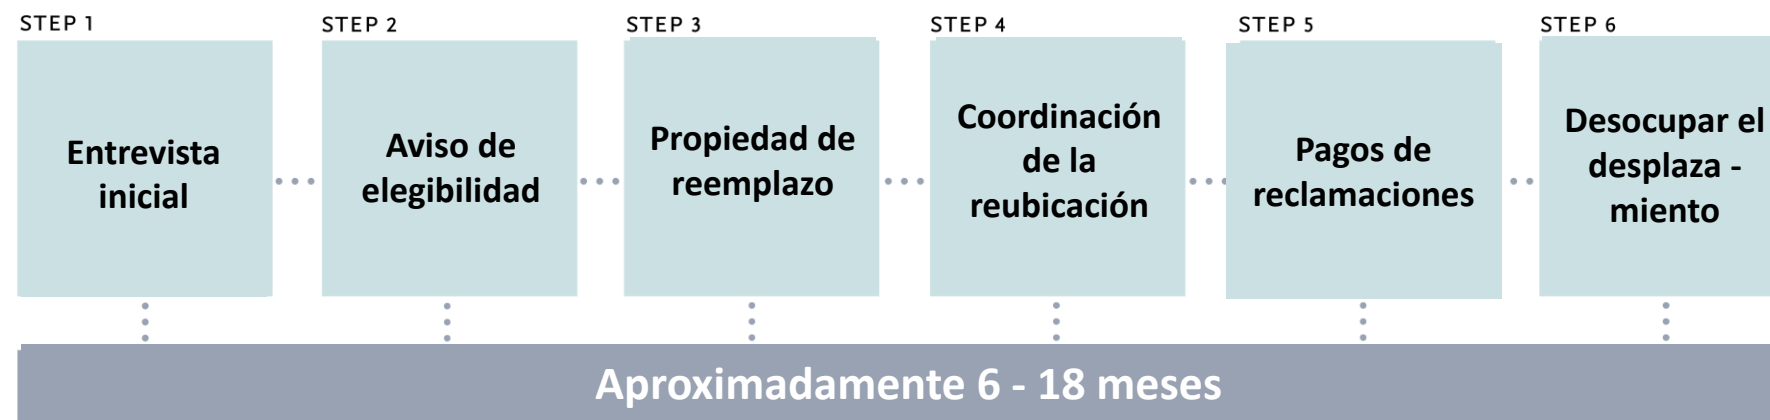 STEP 1
Entrevista
inicial
STEP 2
Aviso de
elegibilidad
STEP 3
Propiedad de
reemplazo
STEP 4
Coordinación
de la
reubicación
STEP 5
Pagos de
reclamaciones
STEP 6
Desocupar el
desplaza -
miento
Aproximadamente 6 - 18 meses